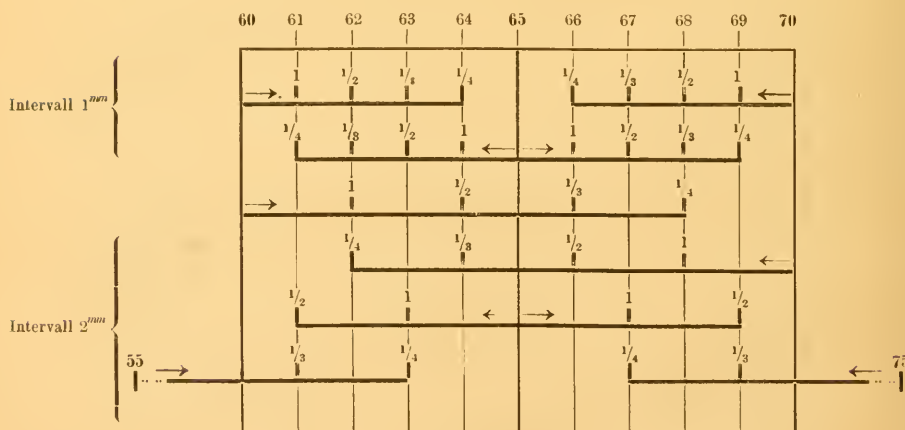 60 61 62 63 64 65 66 67 68 69 70
1 1/2 1/3 1/4 1/4 1/3 1/2 1
Intervall 1mm
1/4 1/3 1/2 1 1 1/2 1/3 1/4
1 1/2 1/3 1/4
1/4 1/3 1/2 1
1/2 1 1 1/2
Intervall 2mm
55 1/3 1/4 1/4 1/3 75